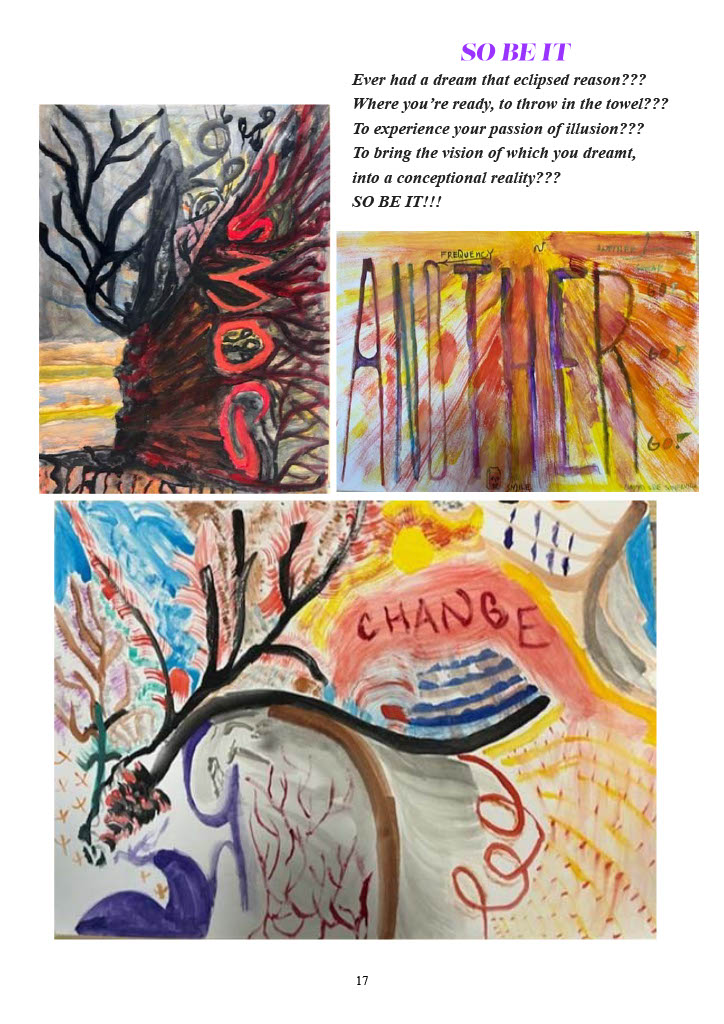 SO BE IT
Ever had a dream that eclipsed reason???
Where you’re ready, to throw in the towel???
To experience your passion of illusion???
To bring the vision of which you dreamt,
into a conceptional reality???
SO BE IT!!!
FREQUENCY
ANOTHER
GO!
GO!
GO!
CHANGE
17